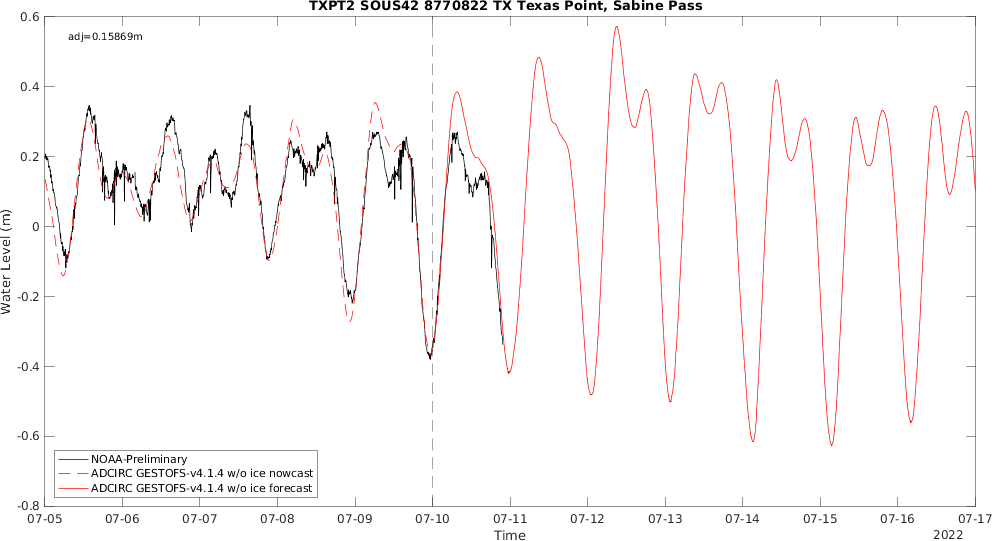 TXPT2 SOUS42 8770822 TX Texas Point, Sabine Pass
adj=0.15869m
0.6
0.4
0.2
0
-0.2
-0.4
-0.6
-0.8
Water Level (m)
NOAA-Preliminary
ADCIRC GESTOFS-v4.1.4 w/o ice nowcast
ADCIRC GESTOFS-v4.1.4 w/o ice forecast
07-05 07-06 07-07 07-08 07-09 07-10 07-11 07-12 07-13 07-14 07-15 07-16 07-17
Time
2022